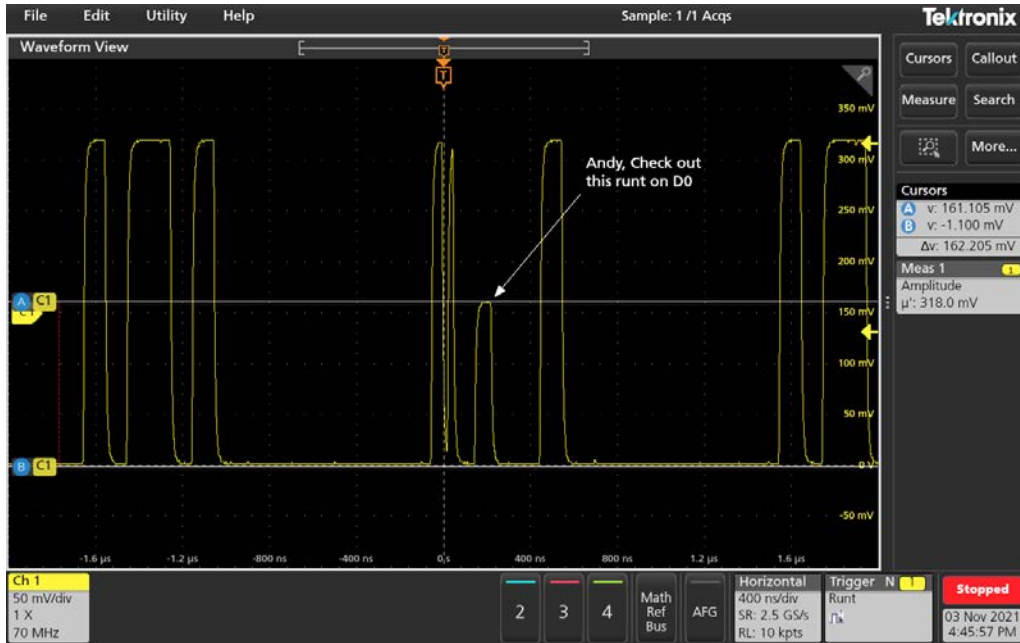 File Edit Utility Help Sample: 1 /1 Acqs Tektronix
Waveform View
T
T
Cursors Callout
Measure Search
More...
350 mV
300 mV
250 mV
200 mV
150 mV
100 mV
50 mV
0 V
-50 mV
Andy, Check out
this runt on D0
A C1
C1
B C1
-1.6 µs -1.2 µs -800 ns -400 ns 0 s 400 ns 800 ns 1.2 µs 1.6 µs
Cursors
A v: 161.105 mV
B v: -1.100 mV
Δv: 162.205 mV
Meas 1 1
Amplitude
µ': 318.0 mV
Ch 1
50 mV/div
1 X
70 MHz
2 3 4
Math
Ref
Bus
AFG
Horizontal
400 ns/div
SR: 2.5 GS/s
RL: 10 kpts
Trigger N 1
Runt
Stopped
03 Nov 2021
4:45:57 PM